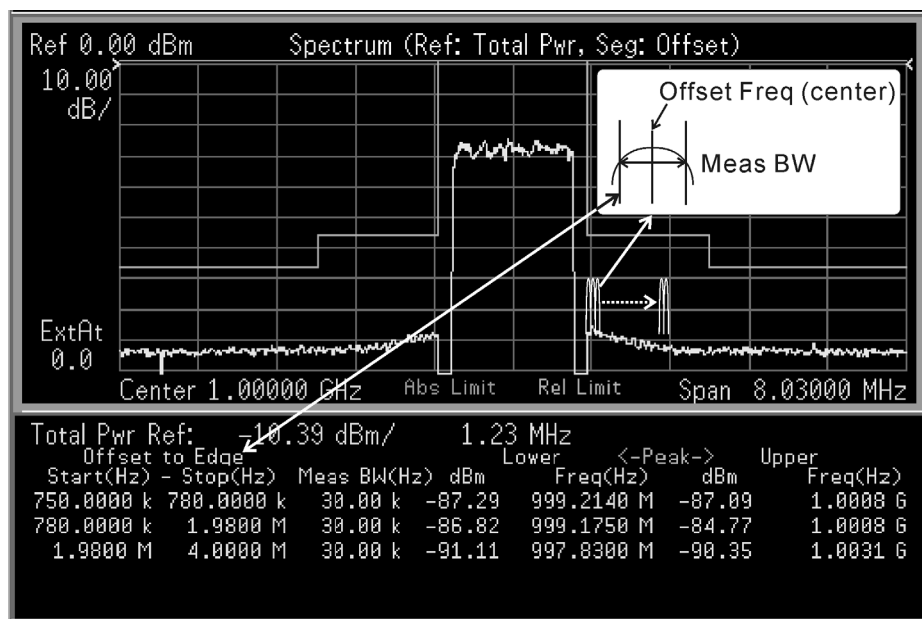 Ref 0.00 dBm Spectrum (Ref: Total Pwr, Seg: Offset)
10.00
dB/
Offset Freq (center)
Meas BW
ExtAt
0.0
Center 1.00000 GHz Abs Limit Rel Limit Span 8.03000 MHz
Total Pwr Ref: -10.39 dBm/ 1.23 MHz
Offset to Edge Lower <-Peak-> Upper
Start(Hz) - Stop(Hz) Meas BW(Hz) dBm Freq(Hz) dBm Freq(Hz)
750.0000 k 780.0000 k 30.00 k -87.29 999.2140 M -87.09 1.0008 G
780.0000 k 1.9800 M 30.00 k -86.82 999.1750 M -84.77 1.0008 G
1.9800 M 4.0000 M 30.00 k -91.11 997.8300 M -90.35 1.0031 G